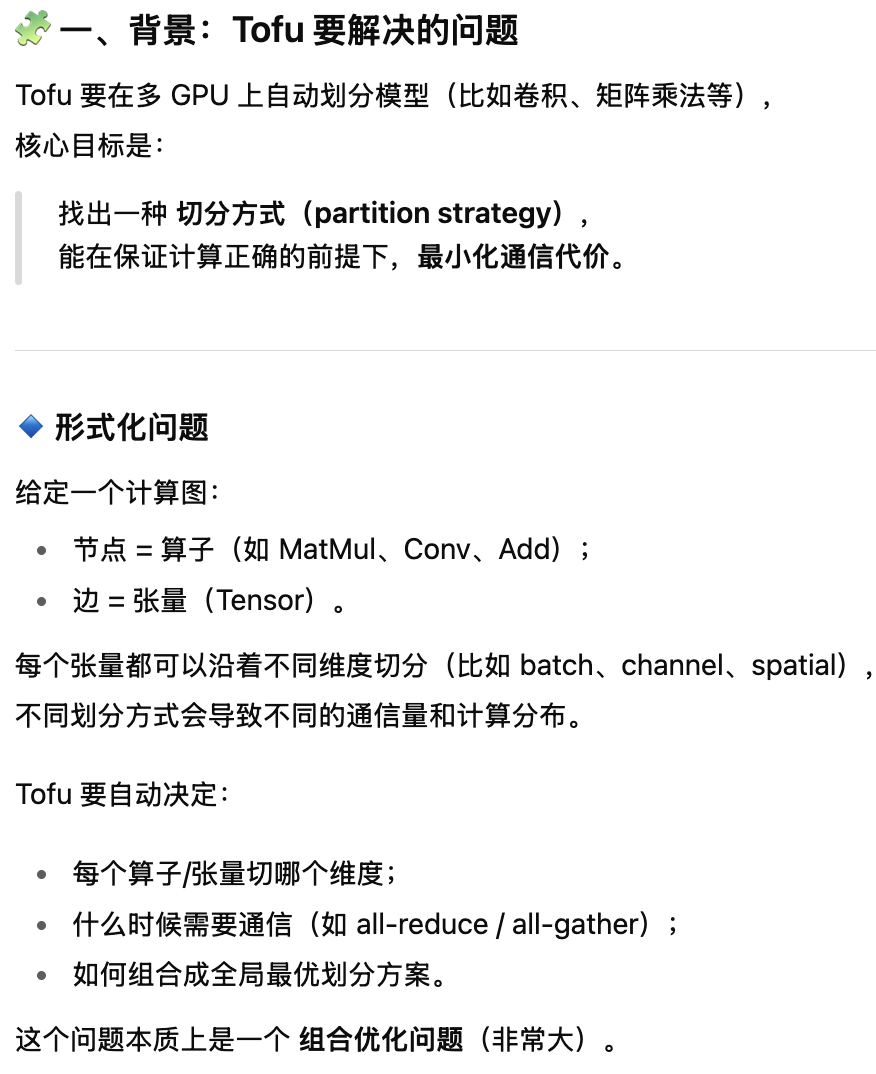 一、背景：Tofu 要解决的问题
Tofu 要在多 GPU 上自动划分模型（比如卷积、矩阵乘法等），
核心目标是：
找出一种 切分方式（partition strategy），
能在保证计算正确的前提下，最小化通信代价。
形式化问题
给定一个计算图：
• 节点 = 算子（如 MatMul、Conv、Add）；
• 边 = 张量（Tensor）。
每个张量都可以沿着不同维度切分（比如 batch、channel、spatial），
不同划分方式会导致不同的通信量和计算分布。
Tofu 要自动决定：
• 每个算子/张量切哪个维度；
• 什么时候需要通信（如 all-reduce / all-gather）；
• 如何组合成全局最优划分方案。
这个问题本质上是一个 组合优化问题（非常大）。